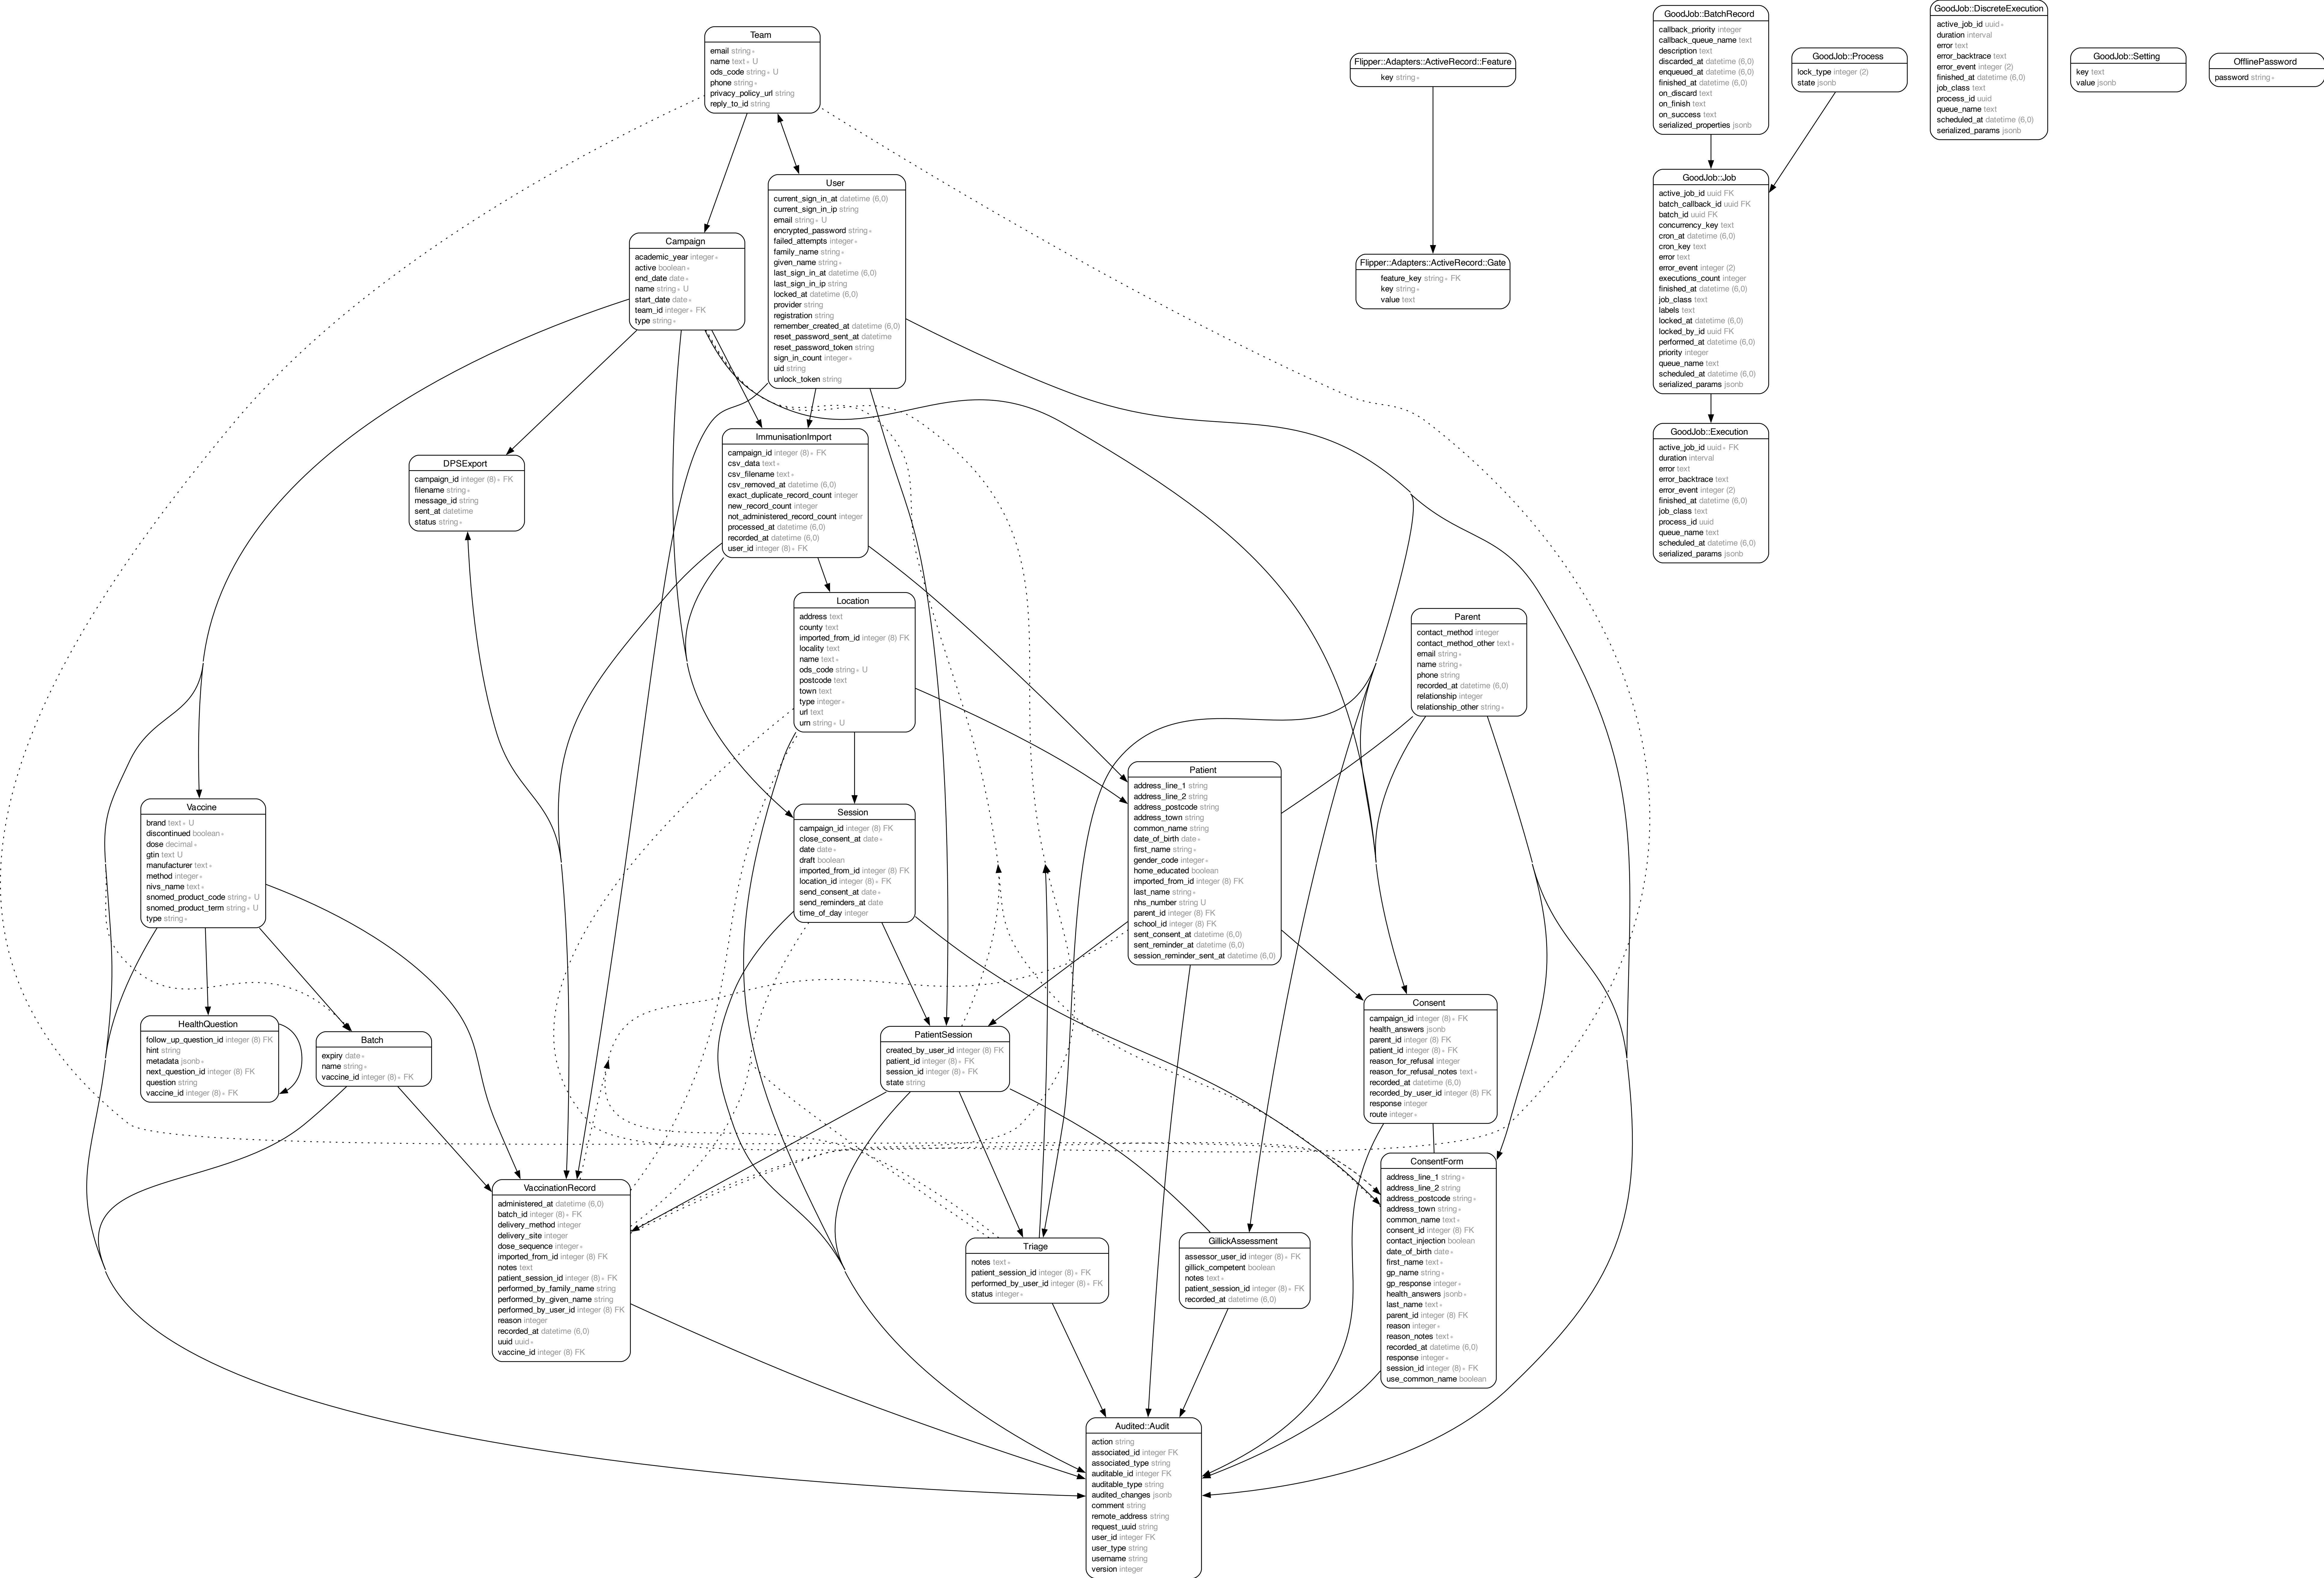 Team
email string∗
name text∗ U
ods_code string∗ U
phone string∗
privacy_policy_url string
reply_to_id string
Flipper::Adapters::ActiveRecord::Feature
key string∗
GoodJob::BatchRecord
callback_priority integer
callback_queue_name text
description text
discarded_at datetime (6,0)
enqueued_at datetime (6,0)
finished_at datetime (6,0)
on_discard text
on_finish text
on_success text
serialized_properties jsonb
GoodJob::Process
lock_type integer (2)
state jsonb
GoodJob::DiscreteExecution
active_job_id uuid∗
duration interval
error text
error_backtrace text
error_event integer (2)
finished_at datetime (6,0)
job_class text
process_id uuid
queue_name text
scheduled_at datetime (6,0)
serialized_params jsonb
GoodJob::Setting
key text
value jsonb
OfflinePassword
password string∗
User
current_sign_in_at datetime (6,0)
current_sign_in_ip string
email string∗ U
encrypted_password string∗
failed_attempts integer∗
family_name string∗
given_name string∗
last_sign_in_at datetime (6,0)
last_sign_in_ip string
locked_at datetime (6,0)
provider string
registration string
remember_created_at datetime (6,0)
reset_password_sent_at datetime
reset_password_token string
sign_in_count integer∗
uid string
unlock_token string
Campaign
academic_year integer∗
active boolean∗
end_date date∗
name string∗ U
start_date date∗
team_id integer∗ FK
type string∗
Flipper::Adapters::ActiveRecord::Gate
feature_key string∗ FK
key string∗
value text
GoodJob::Job
active_job_id uuid FK
batch_callback_id uuid FK
batch_id uuid FK
concurrency_key text
cron_at datetime (6,0)
cron_key text
error text
error_event integer (2)
executions_count integer
finished_at datetime (6,0)
job_class text
labels text
locked_at datetime (6,0)
locked_by_id uuid FK
performed_at datetime (6,0)
priority integer
queue_name text
scheduled_at datetime (6,0)
serialized_params jsonb
GoodJob::Execution
active_job_id uuid∗ FK
duration interval
error text
error_backtrace text
error_event integer (2)
finished_at datetime (6,0)
job_class text
process_id uuid
queue_name text
scheduled_at datetime (6,0)
serialized_params jsonb
DPSExport
campaign_id integer (8)∗ FK
filename string∗
message_id string
sent_at datetime
status string∗
ImmunisationImport
campaign_id integer (8)∗ FK
csv_data text∗
csv_filename text∗
csv_removed_at datetime (6,0)
exact_duplicate_record_count integer
new_record_count integer
not_administered_record_count integer
processed_at datetime (6,0)
recorded_at datetime (6,0)
user_id integer (8)∗ FK
Location
address text
county text
imported_from_id integer (8) FK
locality text
name text∗
ods_code string∗ U
postcode text
town text
type integer∗
url text
urn string∗ U
Parent
contact_method integer
contact_method_other text∗
email string∗
name string∗
phone string
recorded_at datetime (6,0)
relationship integer
relationship_other string∗
Vaccine
brand text∗ U
discontinued boolean∗
dose decimal∗
gtin text U
manufacturer text∗
method integer∗
nivs_name text∗
snomed_product_code string∗ U
snomed_product_term string∗ U
type string∗
Session
campaign_id integer (8) FK
close_consent_at date∗
date date∗
draft boolean
imported_from_id integer (8) FK
location_id integer (8)∗ FK
send_consent_at date∗
send_reminders_at date
time_of_day integer
Patient
address_line_1 string
address_line_2 string
address_postcode string
address_town string
common_name string
date_of_birth date∗
first_name string∗
gender_code integer∗
home_educated boolean
imported_from_id integer (8) FK
last_name string∗
nhs_number string U
parent_id integer (8) FK
school_id integer (8) FK
sent_consent_at datetime (6,0)
sent_reminder_at datetime (6,0)
session_reminder_sent_at datetime (6,0)
HealthQuestion
follow_up_question_id integer (8) FK
hint string
metadata jsonb∗
next_question_id integer (8) FK
question string
vaccine_id integer (8)∗ FK
Batch
expiry date∗
name string∗
vaccine_id integer (8)∗ FK
PatientSession
created_by_user_id integer (8) FK
patient_id integer (8)∗ FK
session_id integer (8)∗ FK
state string
Consent
campaign_id integer (8)∗ FK
health_answers jsonb
parent_id integer (8) FK
patient_id integer (8)∗ FK
reason_for_refusal integer
reason_for_refusal_notes text∗
recorded_at datetime (6,0)
recorded_by_user_id integer (8) FK
response integer
route integer∗
VaccinationRecord
administered_at datetime (6,0)
batch_id integer (8)∗ FK
delivery_method integer
delivery_site integer
dose_sequence integer∗
imported_from_id integer (8) FK
notes text
patient_session_id integer (8)∗ FK
performed_by_family_name string
performed_by_given_name string
performed_by_user_id integer (8) FK
reason integer
recorded_at datetime (6,0)
uuid uuid∗
vaccine_id integer (8) FK
Triage
notes text∗
patient_session_id integer (8)∗ FK
performed_by_user_id integer (8)∗ FK
status integer∗
GillickAssessment
assessor_user_id integer (8)∗ FK
gillick_competent boolean
notes text∗
patient_session_id integer (8)∗ FK
recorded_at datetime (6,0)
ConsentForm
address_line_1 string∗
address_line_2 string
address_postcode string∗
address_town string∗
common_name text∗
consent_id integer (8) FK
contact_injection boolean
date_of_birth date∗
first_name text∗
gp_name string∗
gp_response integer∗
health_answers jsonb∗
last_name text∗
parent_id integer (8) FK
reason integer∗
reason_notes text∗
recorded_at datetime (6,0)
response integer∗
session_id integer (8)∗ FK
use_common_name boolean
Audited::Audit
action string
associated_id integer FK
associated_type string
auditable_id integer FK
auditable_type string
audited_changes jsonb
comment string
remote_address string
request_uuid string
user_id integer FK
user_type string
username string
version integer